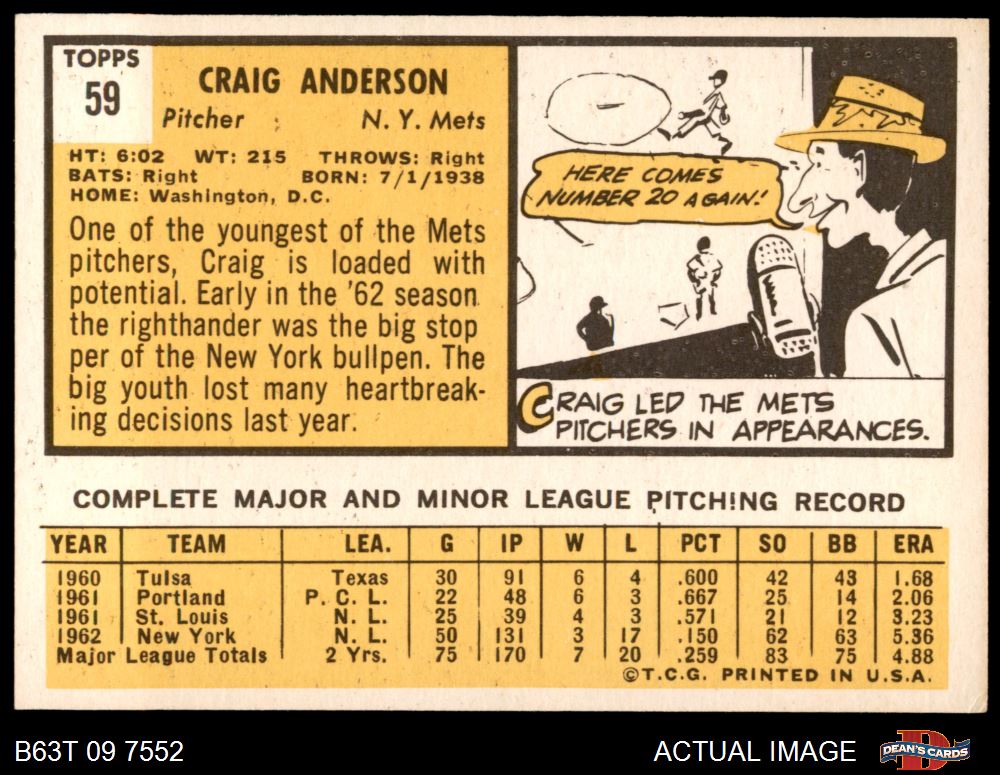 TOPPS
59
CRAIG ANDERSON
Pitcher : N. Y. Mets
HT: 6:02 WT: 215 THROWS: Right
BATS: Right BORN: 7/1/1938
HOME: Washington, D.C.
One of the youngest of the Mets
pitchers, Craig is loaded with
potential. Early in the '62 season
the righthander was the big stop
per of the New York bullpen. The
big youth lost many heartbreak-
ing decisions last year.
HERE COMES
NUMBER 20 AGAIN!
CRAIG LED THE METS
PITCHERS IN APPEARANCES.
COMPLETE MAJOR AND MINOR LEAGUE PITCHING RECORD
YEAR TEAM LEA. G IP W L PCT SO BB ERA
1960 Tulsa Texas 30 91 6 4 .600 42 43 1.68
1961 Portland P. C. L. 22 48 6 3 .667 25 14 2.06
1961 St. Louis N. L. 25 39 4 3 .571 21 12 3.23
1962 New York N. L. 50 131 3 17 .150 62 63 5.36
Major League Totals 2 Yrs. 75 170 7 20 .259 83 75 4.88
©T.C.G. PRINTED IN U.S.A.
B63T 09 7552 ACTUAL IMAGE DEAN'S CARDS